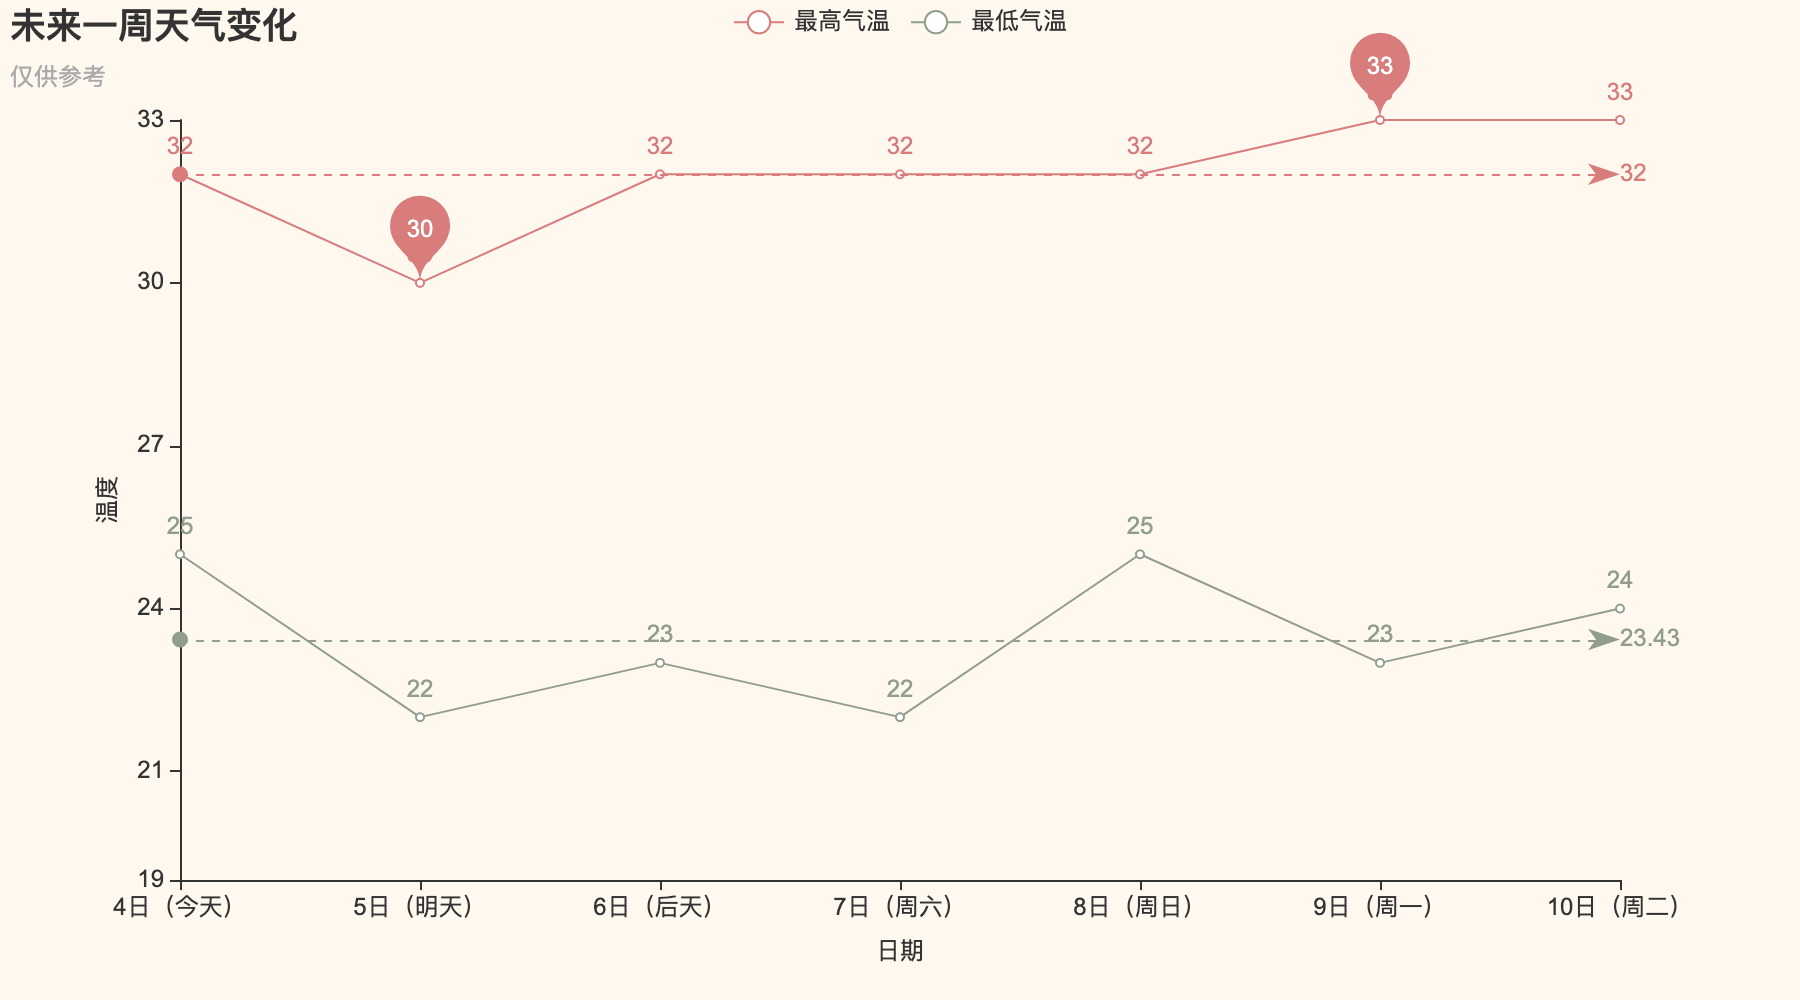 未来一周天气变化
仅供参考
最高气温
最低气温
33
30
27
24
21
19
温度
32
30
32
32
32
33
33
32
25
22
23
22
25
23
24
23.43
4日（今天）
5日（明天）
6日（后天）
7日（周六）
8日（周日）
9日（周一）
10日（周二）
日期